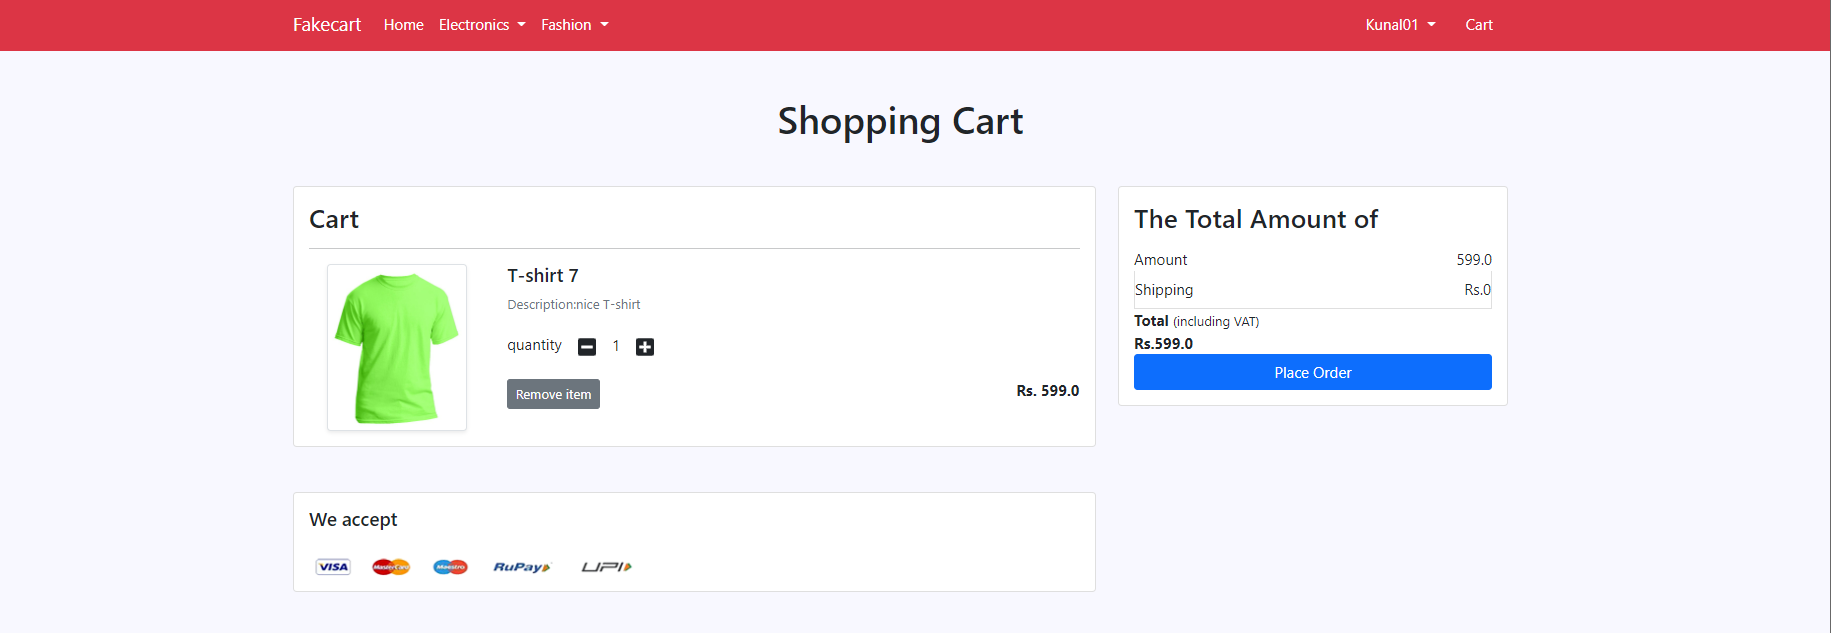 Fakecart Home Electronics Fashion Kunal01 Cart
Shopping Cart
Cart
T-shirt 7
Description:nice T-shirt
quantity 1
Remove item Rs. 599.0
The Total Amount of
Amount 599.0
Shipping Rs.0
Total (including VAT)
Rs.599.0
Place Order
We accept
VISA MasterCard Maestro RuPay UPI